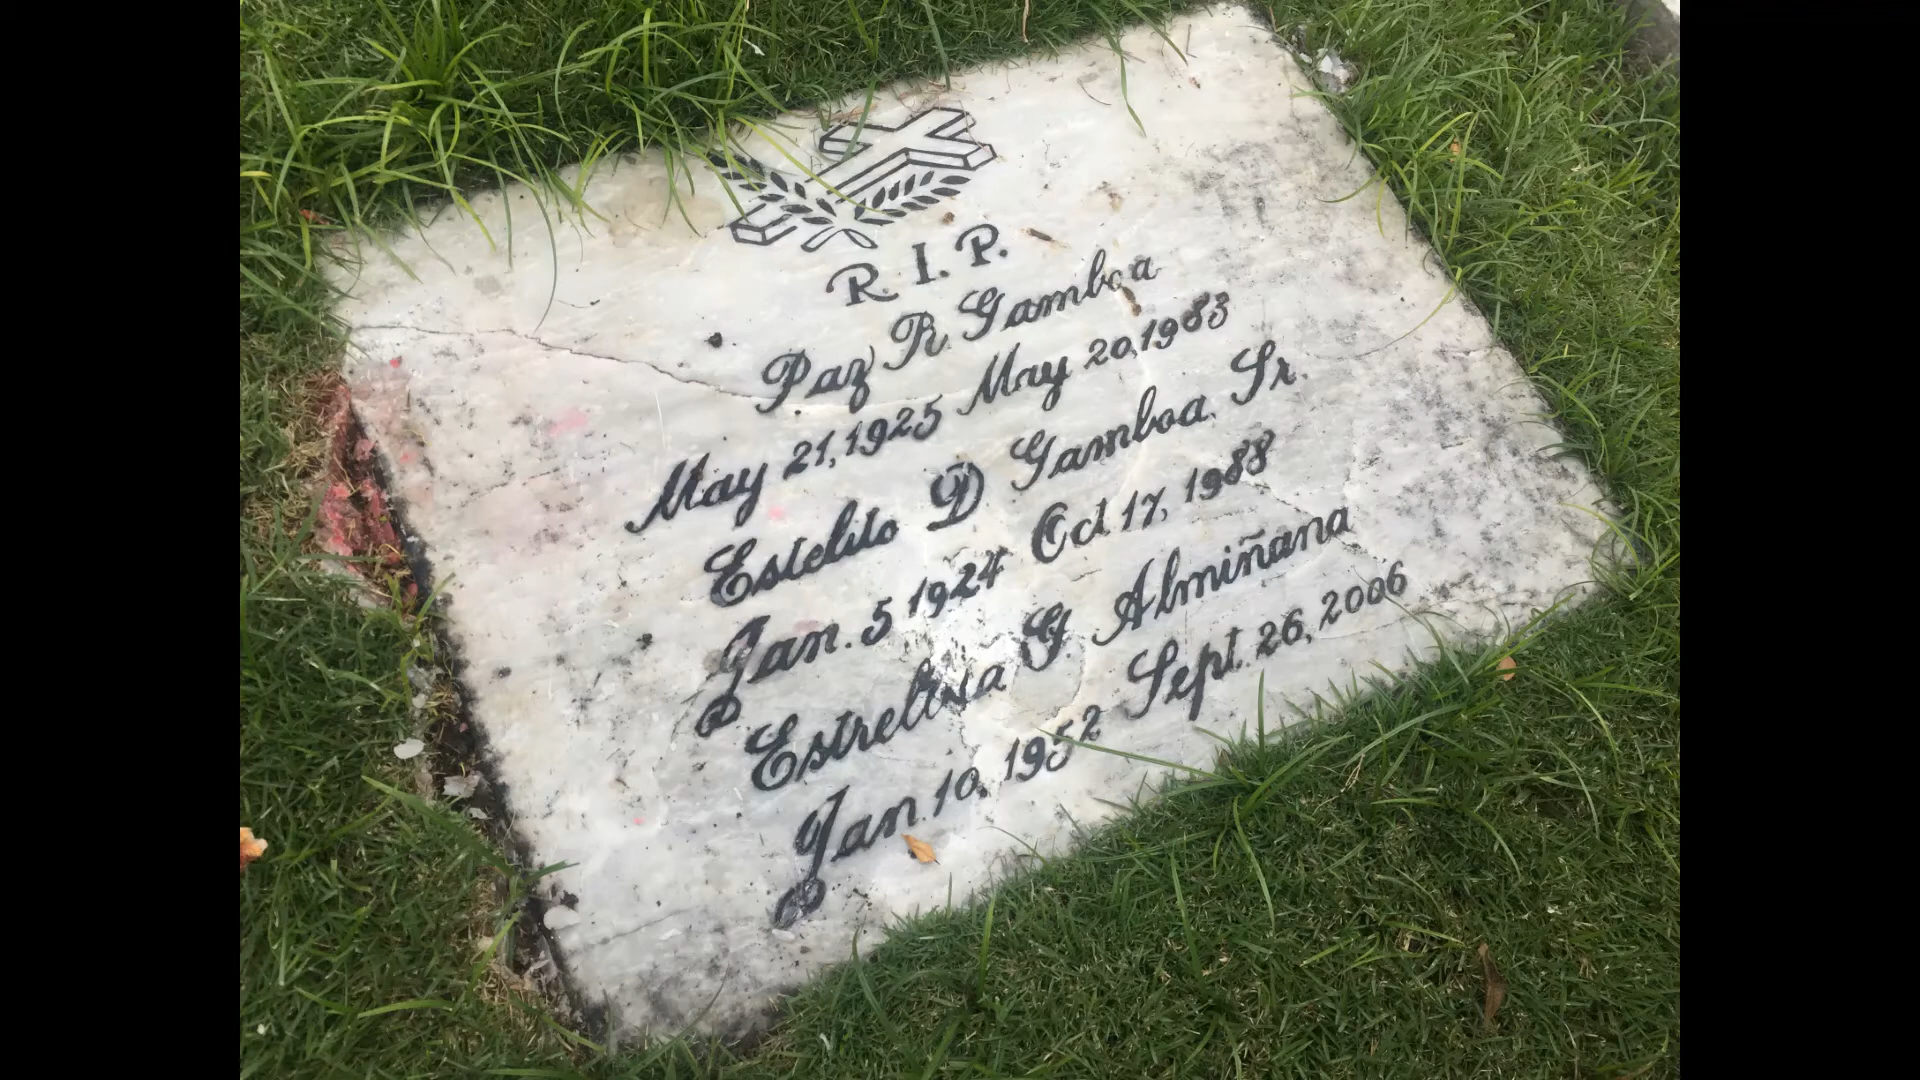 R. I. P.
Paz R. Gamboa
May 21, 1925 May 20, 1983
Estelito D Gamboa, Sr.
Jan. 5 1924 Oct 17, 1988
Estrelisa G. Almiñana
Jan. 10, 1952 Sept. 26, 2006